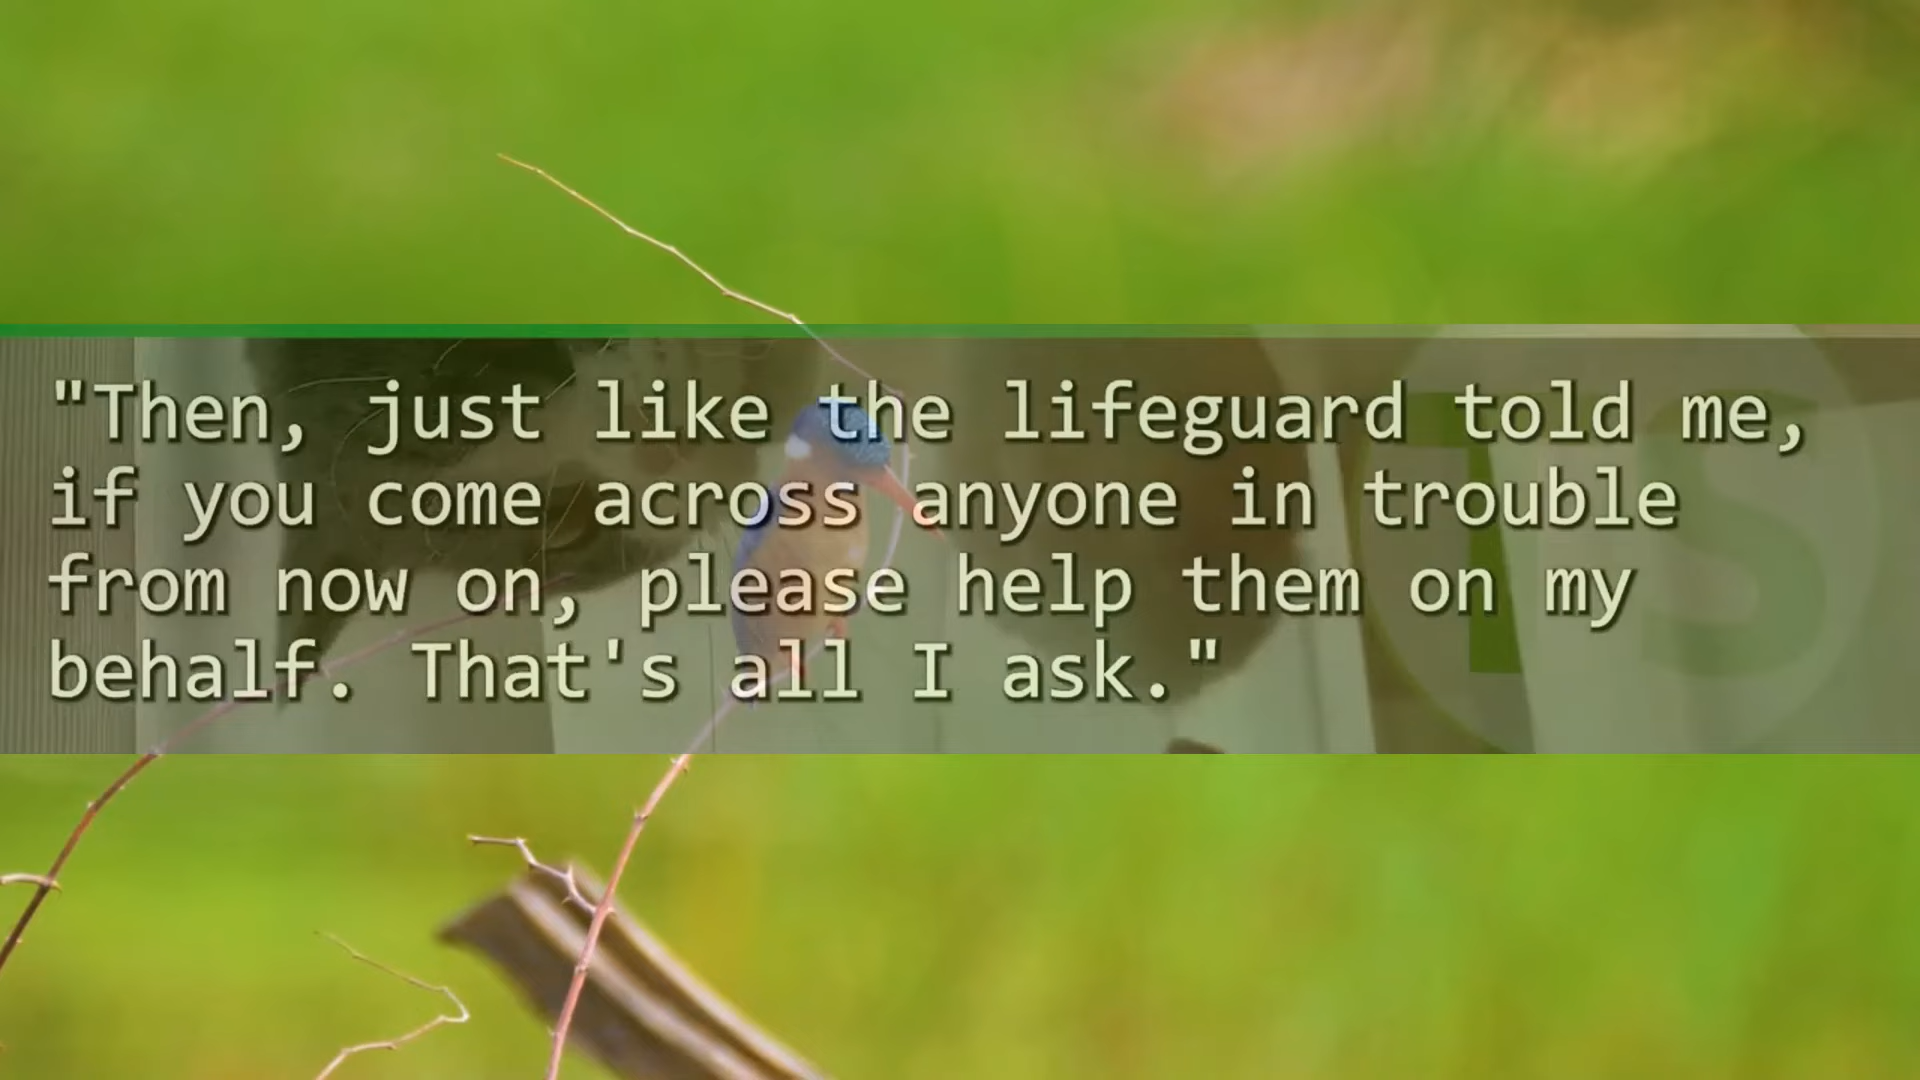 "Then, just like the lifeguard told me,
if you come across anyone in trouble
from now on, please help them on my
behalf. That's all I ask."